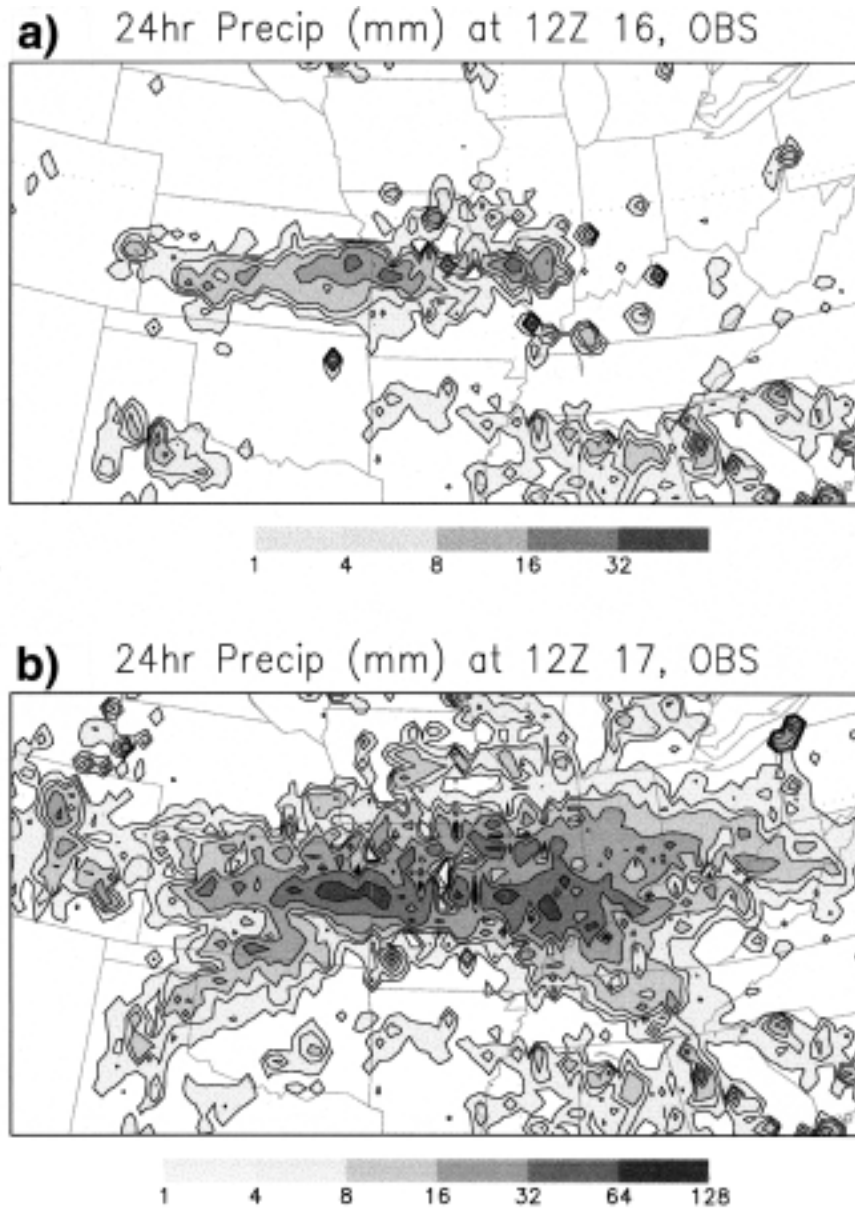 a)
24hr Precip (mm) at 12Z 16, OBS
1 4 8 16 32
b)
24hr Precip (mm) at 12Z 17, OBS
1 4 8 16 32 64 128